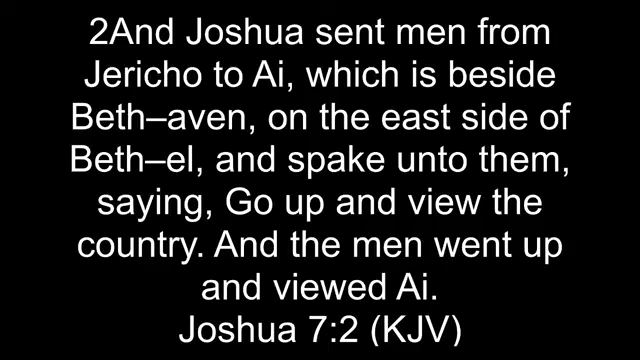 2And Joshua sent men from
Jericho to Ai, which is beside
Beth–aven, on the east side of
Beth–el, and spake unto them,
saying, Go up and view the
country. And the men went up
and viewed Ai.
Joshua 7:2 (KJV)